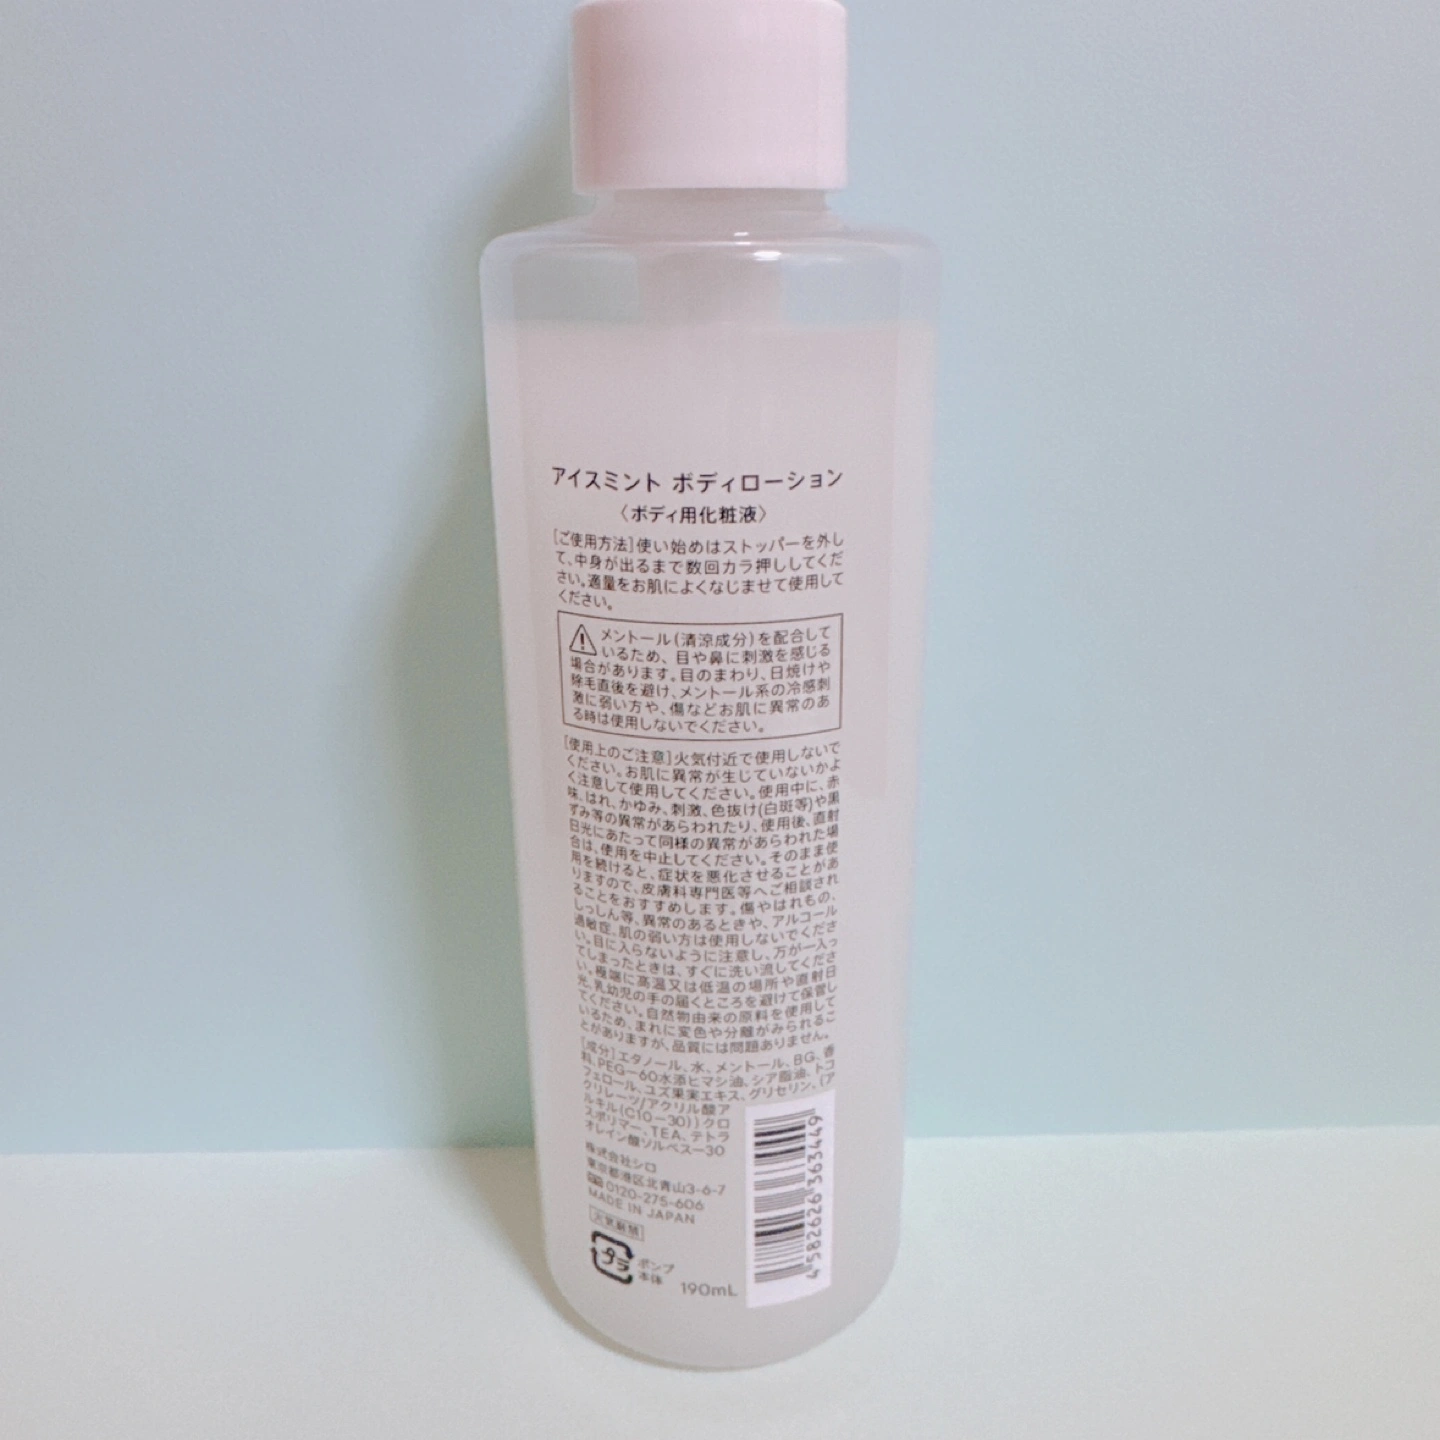 アイスミント ボディローション
〈ボディ用化粧液〉
[ご使用方法]使い始めはストッパーを外し
て、中身が出るまで数回カラ押ししてくだ
さい。適量をお肌によくなじませて使用して
ください。
メントール(清涼成分)を配合して
いるため、目や鼻に刺激を感じる
場合があります。目のまわり、日焼けや
除毛直後を避け、メントール系の冷感刺
激に弱い方や、傷などお肌に異常のあ
る時は使用しないでください。
[使用上のご注意]火気付近で使用しないで
ください。お肌に異常が生じていないかよ
く注意して使用してください。使用中に、赤
味、はれ、かゆみ、刺激、色抜け(白斑等)や黒
ずみ等の異常があらわれたり、使用後、直射
日光にあたって同様の異常があらわれた場
合は、使用を中止してください。そのまま使
用を続けると、症状を悪化させることがあ
りますので、皮膚科専門医等へご相談され
ることをおすすめします。傷やはれもの、
しっしん等、異常のあるときや、アルコール
過敏症、肌の弱い方は使用しないでくださ
い。目に入らないように注意し、万が一入っ
てしまったときは、すぐに洗い流してくださ
い。極端に高温又は低温の場所や直射日
光、乳幼児の手の届くところを避けて保管し
てください。自然物由来の原料を使用して
いるため、まれに変色や分離がみられるこ
とがありますが、品質には問題ありません。
[成分]エタノール、水、メントール、BG、香
料、PEG−60水添ヒマシ油、シア脂油、トコ
フェロール、ユズ果実エキス、グリセリン、(ア
クリレーツ/アクリル酸ア
ルキル(C10−30))クロ
スポリマー、TEA、テトラ
オレイン酸ソルベス−30
株式会社シロ
東京都港区北青山3-6-7
0120-275-606
MADE IN JAPAN
火気厳禁
プラ
ポンプ
本体
190mL
4582626363449